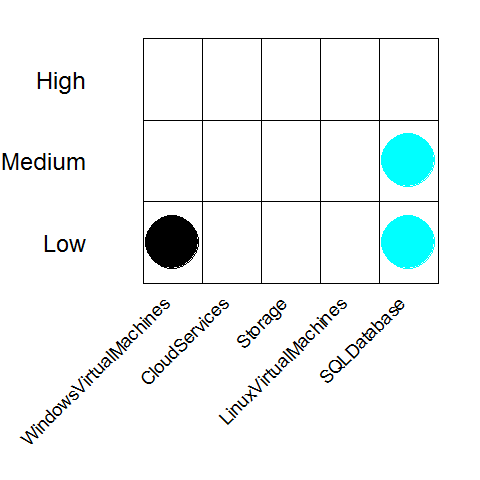 High
Medium
Low
WindowsVirtualMachines
CloudServices
Storage
LinuxVirtualMachines
SQLDatabase